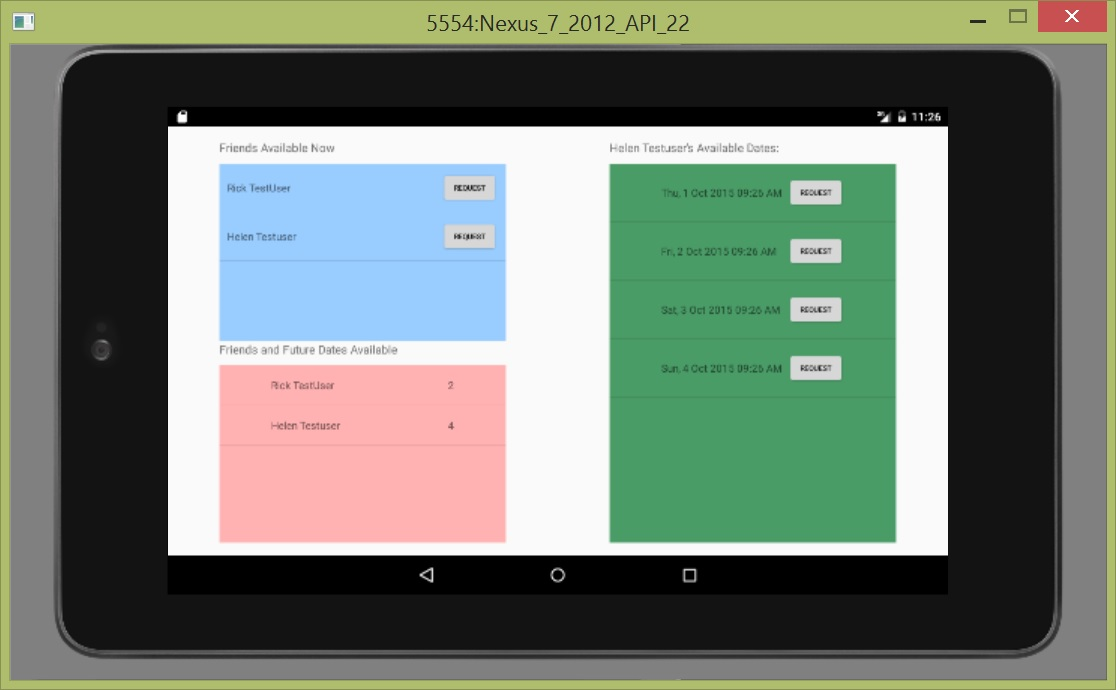 5554:Nexus_7_2012_API_22
3G 11:26
Friends Available Now
Rick TestUser REQUEST
Helen Testuser REQUEST
Friends and Future Dates Available
Rick TastUser 2
Helen Testuser 4
Helen Testuser's Available Dates:
Thu, 1 Oct 2015 09:26 AM REQUEST
Fri, 2 Oct 2015 09:26 AM REQUEST
Sat, 3 Oct 2015 09:26 AM REQUEST
Sun, 4 Oct 2015 09:26 AM REQUEST